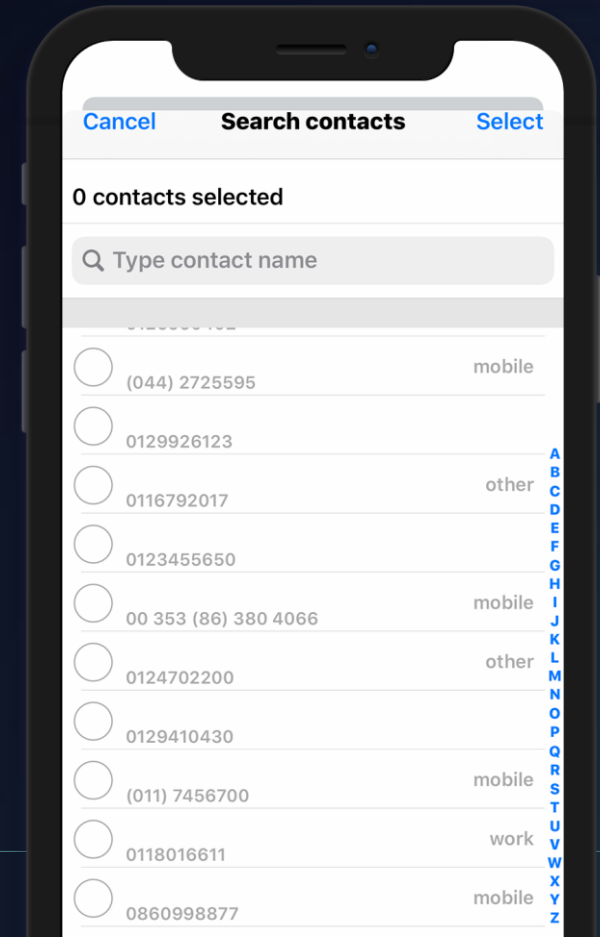 Cancel Search contacts Select
0 contacts selected
Type contact name
mobile
(044) 2725595
0129926123
other
0116792017
0123455650
mobile
00 353 (86) 380 4066
other
0124702200
0129410430
mobile
(011) 7456700
work
0118016611
mobile
0860998877
A
B
C
D
E
F
G
H
I
J
K
L
M
N
O
P
Q
R
S
T
U
V
W
X
Y
Z